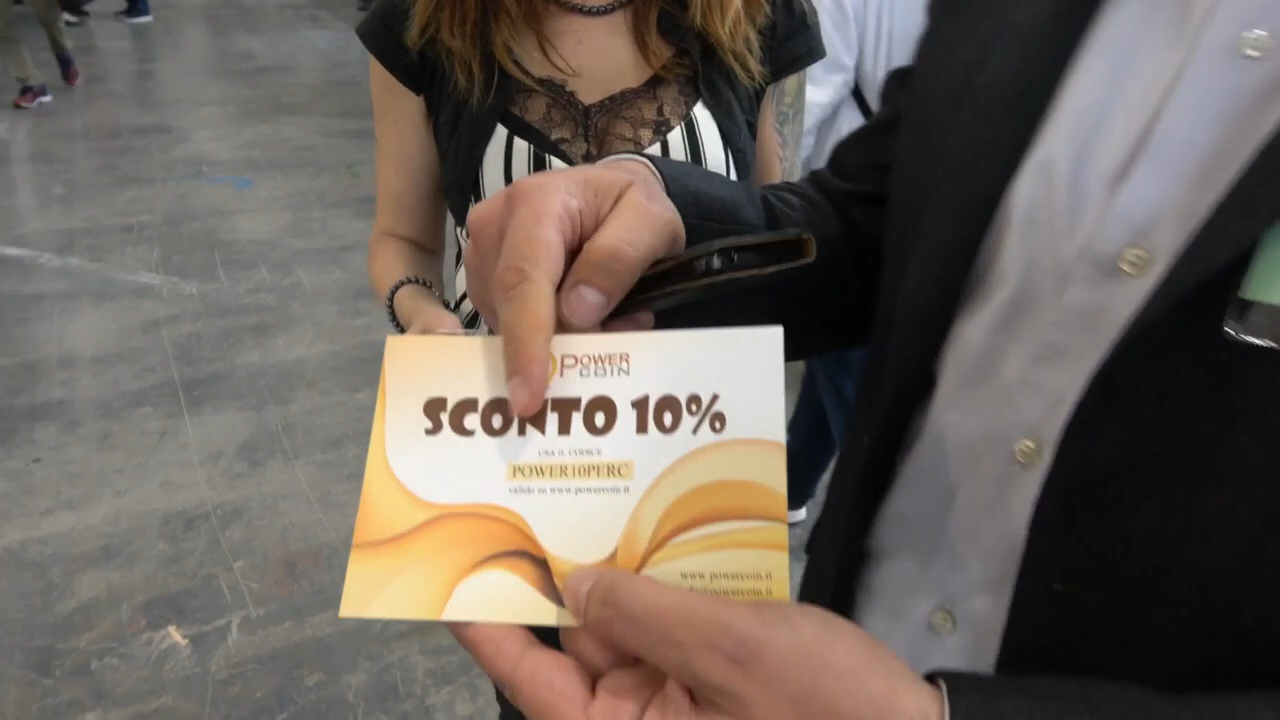 POWER
COIN
SCONTO 10%
USA IL CODICE
POWER10PERC
valido su www.powercoin.it
www.powercoin.it